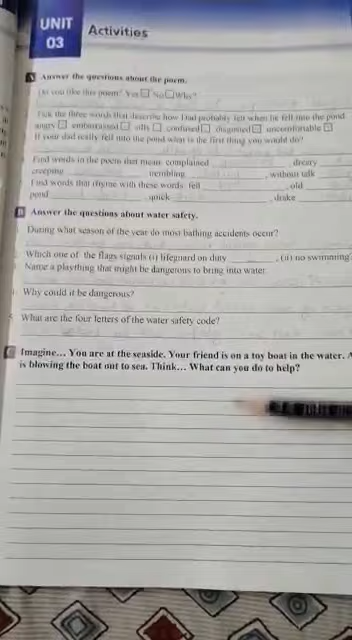 UNIT
03
Activities
A Answer the questions about the poem.
Do you like this poem? Yes No Why?
Tick the three words that describe how Dad probably felt when he fell into the pond.
angry embarrassed silly confused disgusted uncomfortable
If your dad really fell into the pond what is the first thing you would do?
Find words in the poem that mean: complained , dreary
creeping trembling , without talk
Find words that rhyme with these words: fell , old
pond quick , drake
B Answer the questions about water safety.
During what season of the year do most bathing accidents occur?
Which one of the flags signals (i) lifeguard on duty , (ii) no swimming
Name a plaything that might be dangerous to bring into water.
Why could it be dangerous?
What are the four letters of the water safety code?
C Imagine... You are at the seaside. Your friend is on a toy boat in the water. A
is blowing the boat out to sea. Think... What can you do to help?